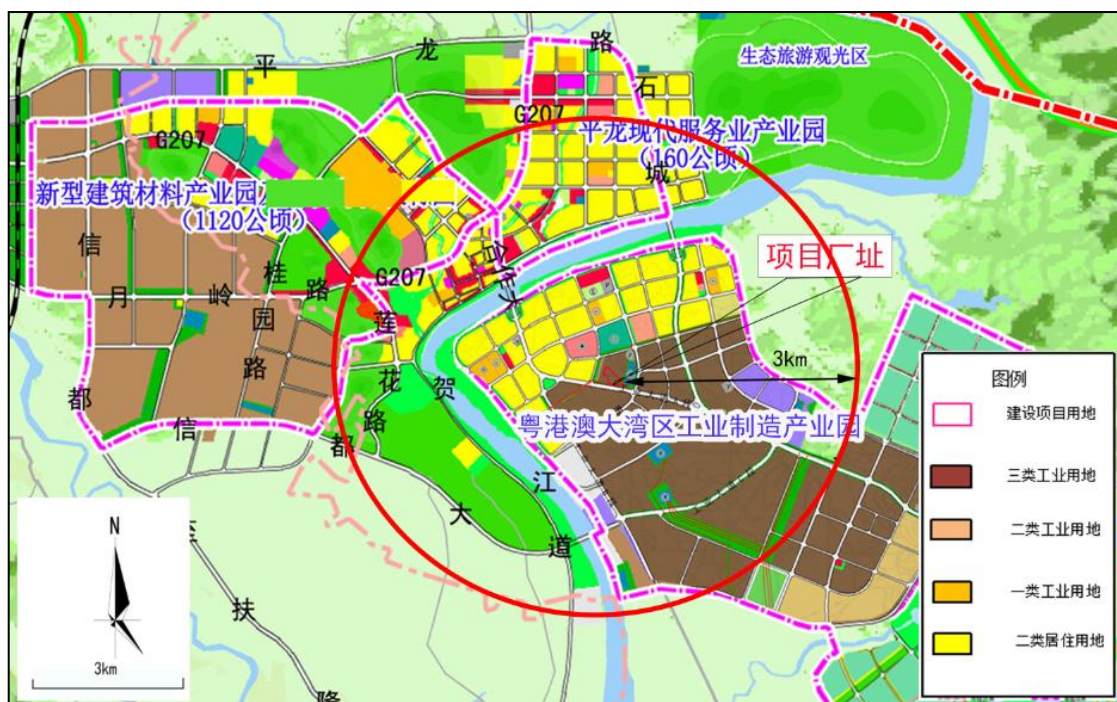 平
龙
路
石
城
生态旅游观光区
G207
平龙现代服务业产业园
(160公顷)
G207
新型建筑材料产业园
(1120公顷)
信
都
月
岭
路
桂
园
路
G207
合作大
项目厂址
3km
莲
花
路
贺
江
粤港澳大湾区工业制造产业园
信
都
大
道
扶
隆
N
3km
图例
建设项目用地
三类工业用地
二类工业用地
一类工业用地
二类居住用地